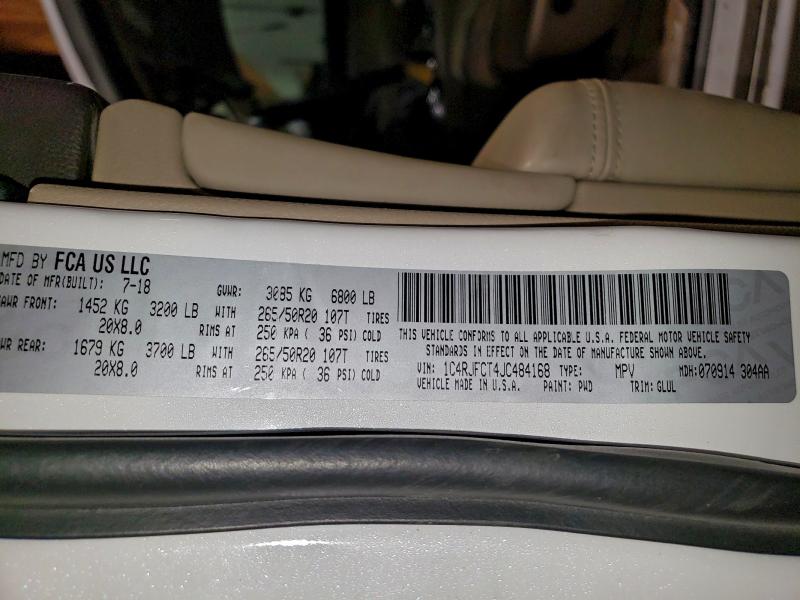 MFD BY FCA US LLC
DATE OF MFR(BUILT): 7-18 GVWR: 3085 KG 6800 LB
GAWR FRONT: 1452 KG 3200 LB WITH 265/50R20 107T TIRES
20X8.0 RIMS AT 250 KPA ( 36 PSI) COLD
GAWR REAR: 1679 KG 3700 LB WITH 265/50R20 107T TIRES
20X8.0 RIMS AT 250 KPA ( 36 PSI) COLD
THIS VEHICLE CONFORMS TO ALL APPLICABLE U.S.A. FEDERAL MOTOR VEHICLE SAFETY
STANDARDS IN EFFECT ON THE DATE OF MANUFACTURE SHOWN ABOVE.
VIN: 1C4RJFCT4JC484168 TYPE: MPV MDH:070914 304AA
VEHICLE MADE IN U.S.A. PAINT: PWD TRIM: GLUL